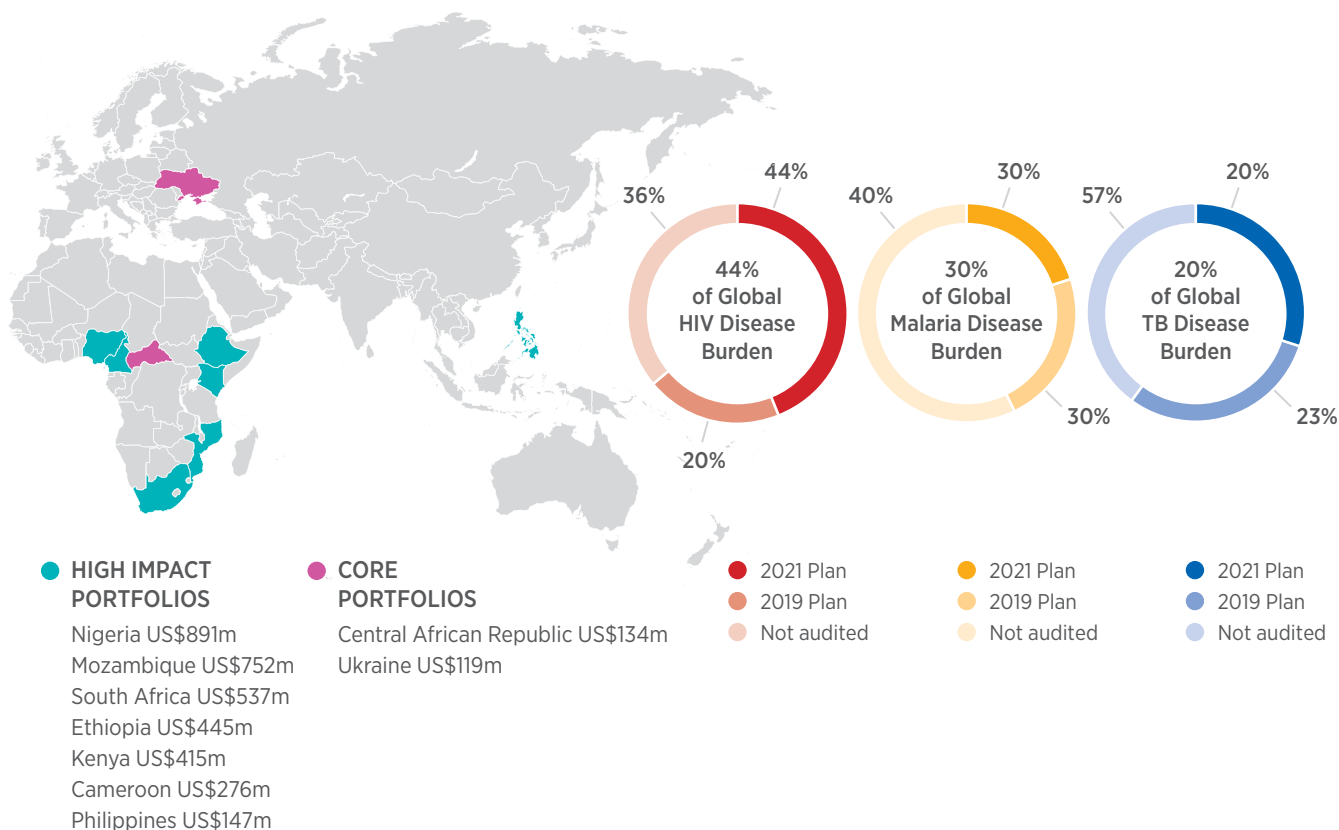 36%
44%
44%
of Global
HIV Disease
Burden
20%
40%
30%
30%
of Global
Malaria Disease
Burden
30%
57%
20%
20%
of Global
TB Disease
Burden
23%
HIGH IMPACT
PORTFOLIOS
Nigeria US$891m
Mozambique US$752m
South Africa US$537m
Ethiopia US$445m
Kenya US$415m
Cameroon US$276m
Philippines US$147m
CORE
PORTFOLIOS
Central African Republic US$134m
Ukraine US$119m
2021 Plan
2019 Plan
Not audited
2021 Plan
2019 Plan
Not audited
2021 Plan
2019 Plan
Not audited